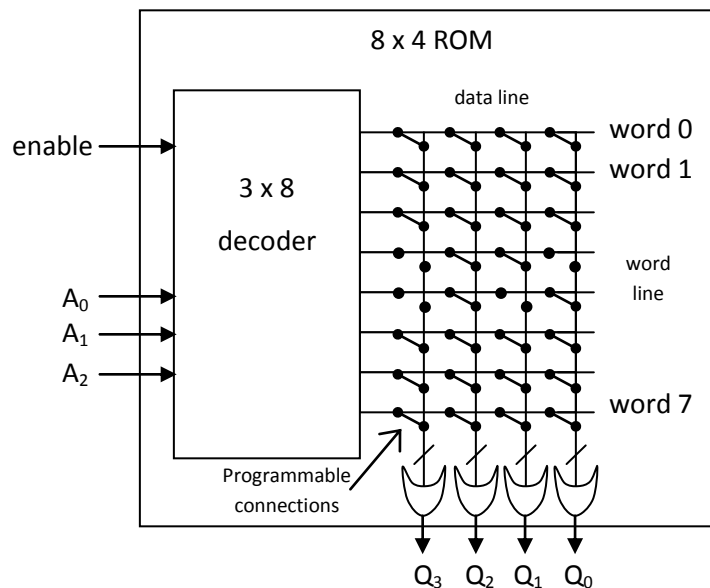 8 x 4 ROM
data line
word 0
enable
word 1
3 x 8
decoder
word
line
A₀
A₁
A₂
word 7
Programmable
connections
Q₃ Q₂ Q₁ Q₀